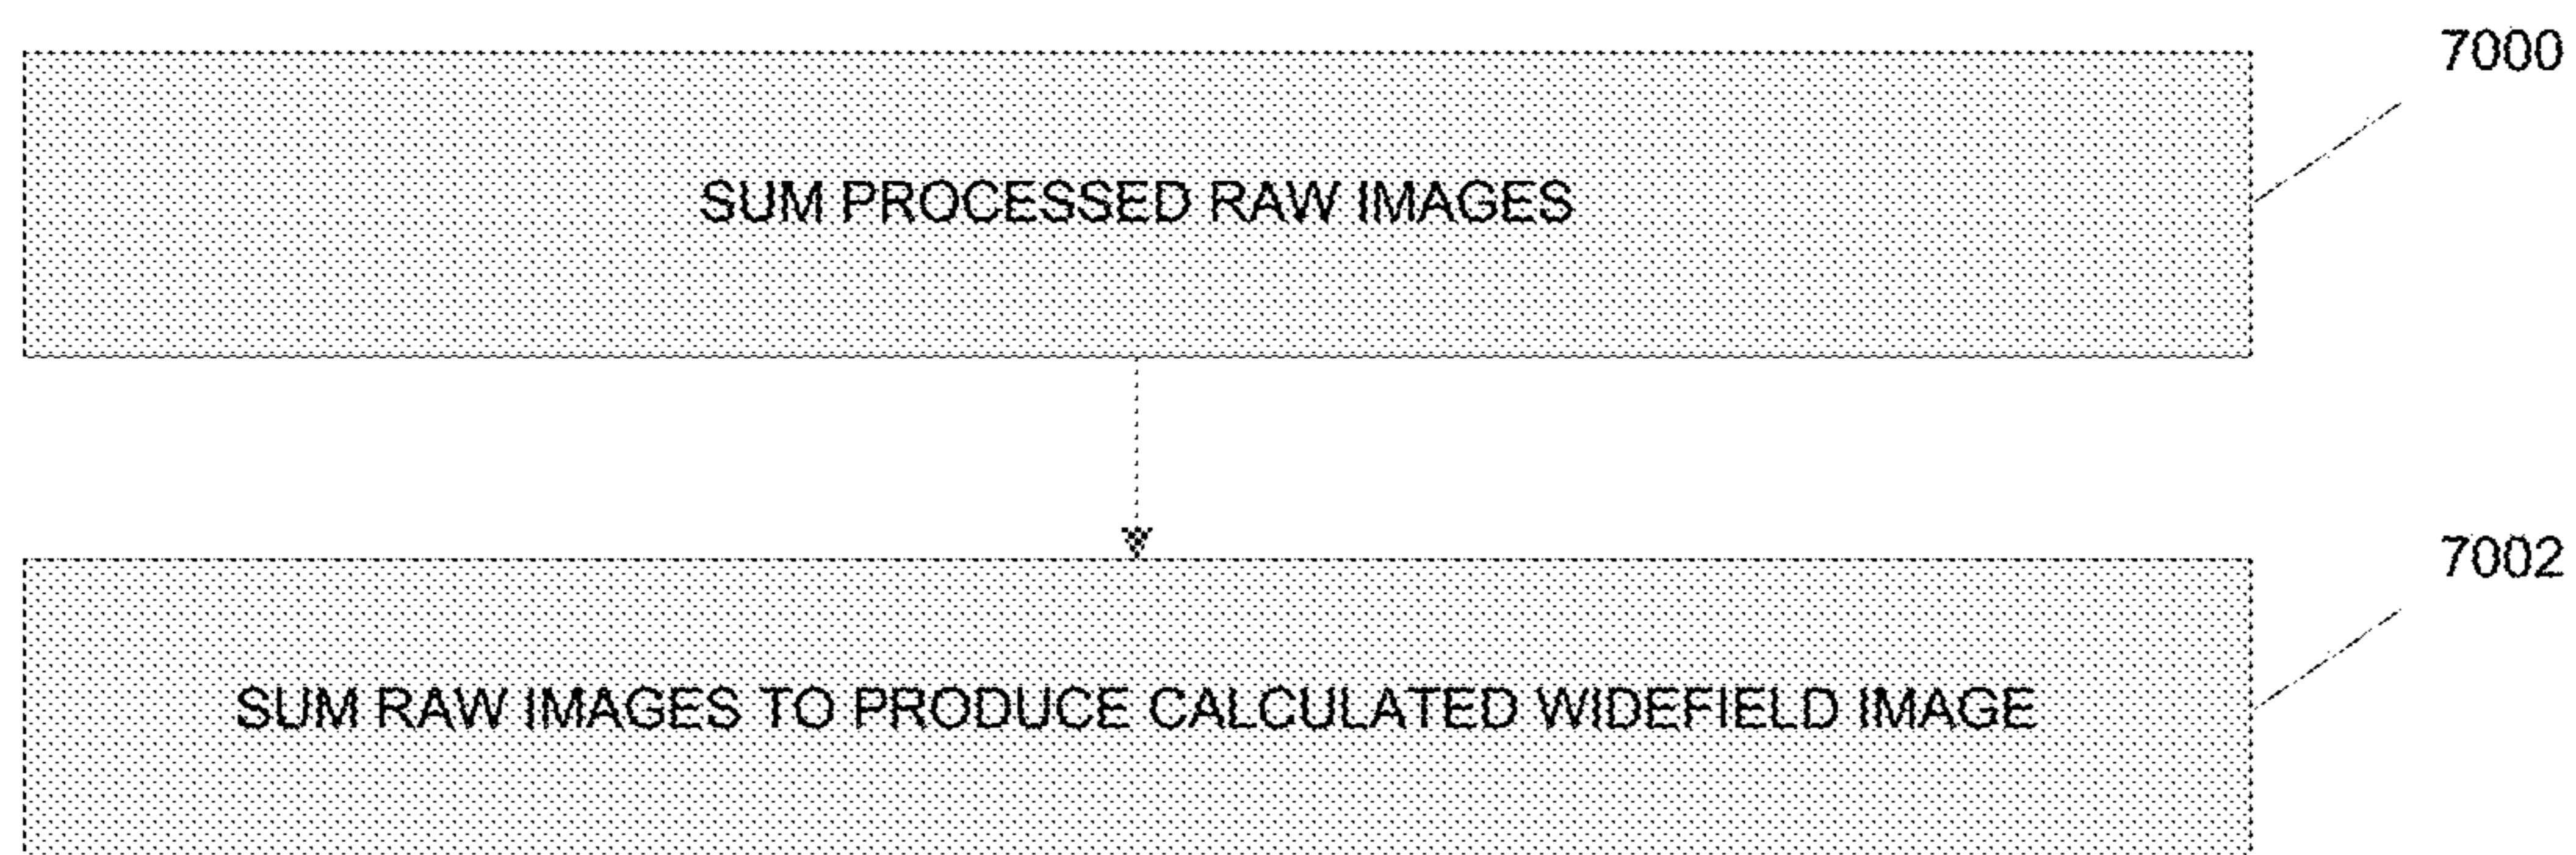 7000
SUM PROCESSED RAW IMAGES
7002
SUM RAW IMAGES TO PRODUCE CALCULATED WIDEFIELD IMAGE